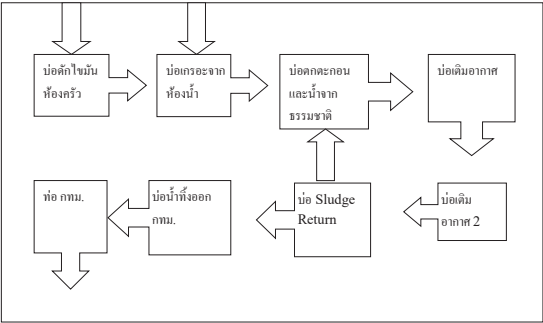 บ่อดักไขมัน
ห้องครัว
บ่อเกรอะจาก
ห้องน้ำ
บ่อตกตะกอน
และน้ำจาก
ธรรมชาติ
บ่อเติมอากาศ
ท่อ กทม.
บ่อน้ำทิ้งออก
กทม.
บ่อ Sludge
Return
บ่อเติม
อากาศ 2